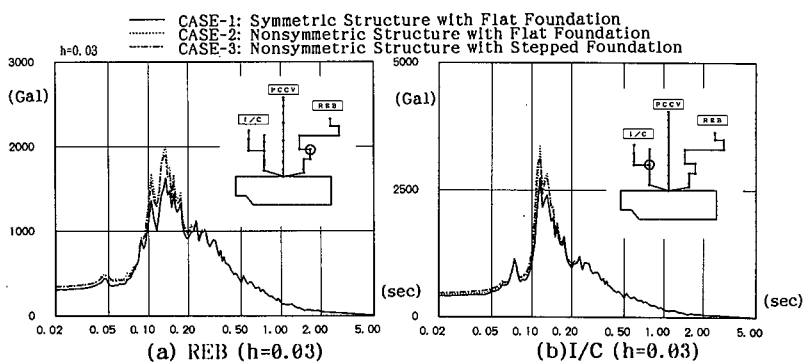 CASE-1: Symmetric Structure with Flat Foundation
CASE-2: Nonsymmetric Structure with Flat Foundation
CASE-3: Nonsymmetric Structure with Stepped Foundation
h=0.03
3000
(Gal)
2000
1000
0
0.02
0.05
0.10
0.20
0.50
1.00
2.00
5.00
(sec)
PCCV
I/C
REB
(a) REB (h=0.03)
5000
(Gal)
2500
0
0.02
0.05
0.10
0.20
0.50
1.00
2.00
5.00
(sec)
PCCV
I/C
REB
(b)I/C (h=0.03)